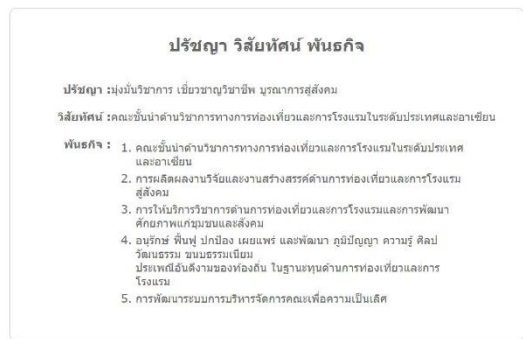 ปรัชญา วิสัยทัศน์ พันธกิจ
ปรัชญา :มุ่งมั่นวิชาการ เชี่ยวชาญวิชาชีพ บูรณาการสู่สังคม
วิสัยทัศน์ :คณะชั้นนำด้านวิชาการทางการท่องเที่ยวและการโรงแรมในระดับประเทศและอาเซียน
พันธกิจ : 1. คณะชั้นนำด้านวิชาการทางการท่องเที่ยวและการโรงแรมในระดับประเทศ
และอาเซียน
2. การผลิตผลงานวิจัยและงานสร้างสรรค์ด้านการท่องเที่ยวและการโรงแรม
สู่สังคม
3. การให้บริการวิชาการด้านการท่องเที่ยวและการโรงแรมและการพัฒนา
ศักยภาพแก่ชุมชนและสังคม
4. อนุรักษ์ ฟื้นฟู ปกป้อง เผยแพร่ และพัฒนา ภูมิปัญญา ความรู้ ศิลป
วัฒนธรรม ขนบธรรมเนียม
ประเพณีอันดีงามของท้องถิ่น ในฐานะทุนด้านการท่องเที่ยวและการ
โรงแรม
5. การพัฒนาระบบการบริหารจัดการคณะเพื่อความเป็นเลิศ